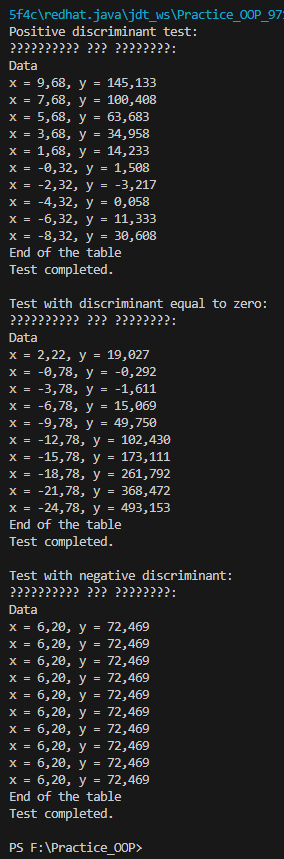 5f4c\redhat.java\jdt_ws\Practice_OOP_97
Positive discriminant test:
?????????? ??? ????????:
Data
x = 9,68, y = 145,133
x = 7,68, y = 100,408
x = 5,68, y = 63,683
x = 3,68, y = 34,958
x = 1,68, y = 14,233
x = -0,32, y = 1,508
x = -2,32, y = -3,217
x = -4,32, y = 0,058
x = -6,32, y = 11,333
x = -8,32, y = 30,608
End of the table
Test completed.
Test with discriminant equal to zero:
?????????? ??? ????????:
Data
x = 2,22, y = 19,027
x = -0,78, y = -0,292
x = -3,78, y = -1,611
x = -6,78, y = 15,069
x = -9,78, y = 49,750
x = -12,78, y = 102,430
x = -15,78, y = 173,111
x = -18,78, y = 261,792
x = -21,78, y = 368,472
x = -24,78, y = 493,153
End of the table
Test completed.
Test with negative discriminant:
?????????? ??? ????????:
Data
x = 6,20, y = 72,469
x = 6,20, y = 72,469
x = 6,20, y = 72,469
x = 6,20, y = 72,469
x = 6,20, y = 72,469
x = 6,20, y = 72,469
x = 6,20, y = 72,469
x = 6,20, y = 72,469
x = 6,20, y = 72,469
x = 6,20, y = 72,469
End of the table
Test completed.
PS F:\Practice_OOP>